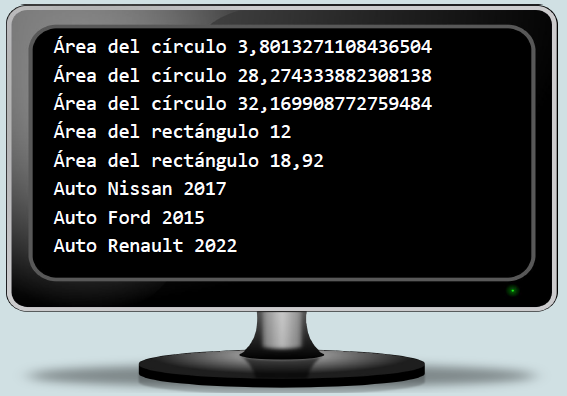 Área del círculo 3,8013271108436504
Área del círculo 28,274333882308138
Área del círculo 32,169908772759484
Área del rectángulo 12
Área del rectángulo 18,92
Auto Nissan 2017
Auto Ford 2015
Auto Renault 2022